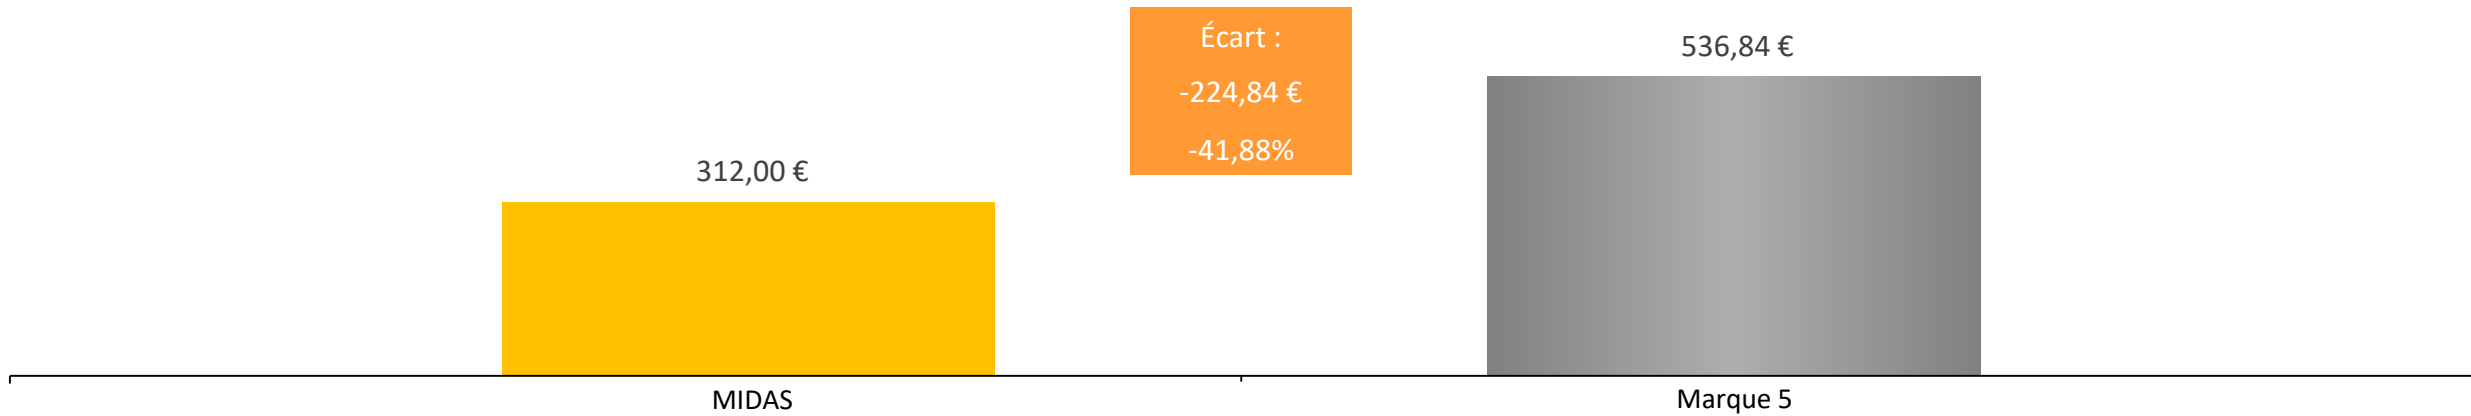 Écart :
-224,84 €
-41,88%
536,84 €
312,00 €
MIDAS
Marque 5